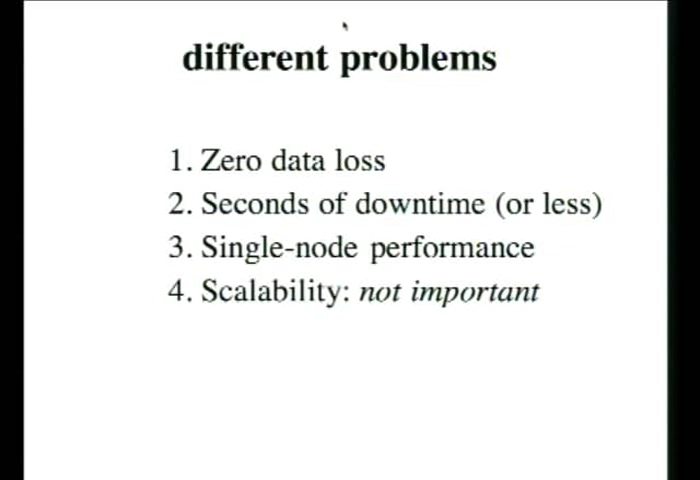 different problems
1. Zero data loss
2. Seconds of downtime (or less)
3. Single-node performance
4. Scalability: not important